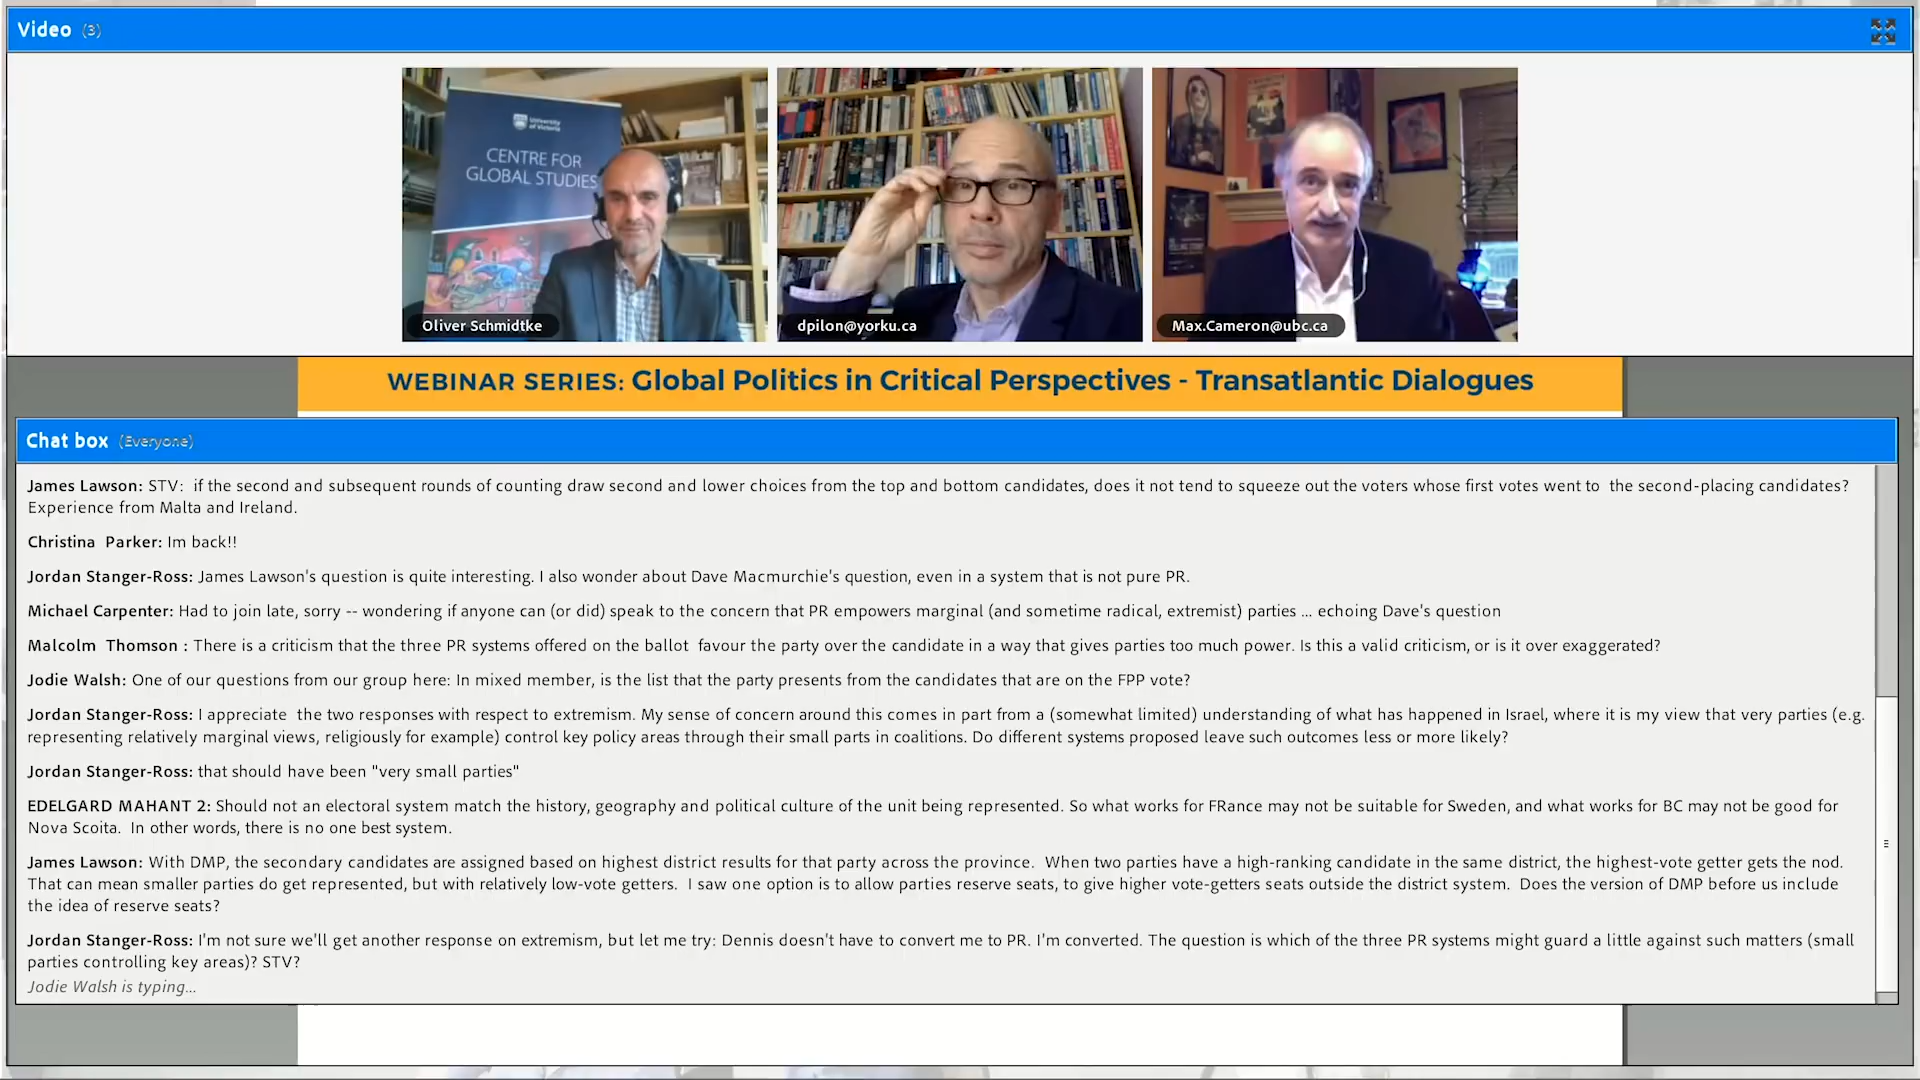 Video (3)
University
of Victoria
CENTRE FOR
GLOBAL STUDIES
Oliver Schmidtke
dpilon@yorku.ca
Max.Cameron@ubc.ca
WEBINAR SERIES: Global Politics in Critical Perspectives - Transatlantic Dialogues
Chat box (Everyone)
James Lawson: STV:  if the second and subsequent rounds of counting draw second and lower choices from the top and bottom candidates, does it not tend to squeeze out the voters whose first votes went to  the second-placing candidates?
Experience from Malta and Ireland.
Christina  Parker: Im back!!
Jordan Stanger-Ross: James Lawson's question is quite interesting. I also wonder about Dave Macmurchie's question, even in a system that is not pure PR.
Michael Carpenter: Had to join late, sorry -- wondering if anyone can (or did) speak to the concern that PR empowers marginal (and sometime radical, extremist) parties ... echoing Dave's question
Malcolm  Thomson : There is a criticism that the three PR systems offered on the ballot  favour the party over the candidate in a way that gives parties too much power. Is this a valid criticism, or is it over exaggerated?
Jodie Walsh: One of our questions from our group here: In mixed member, is the list that the party presents from the candidates that are on the FPP vote?
Jordan Stanger-Ross: I appreciate  the two responses with respect to extremism. My sense of concern around this comes in part from a (somewhat limited) understanding of what has happened in Israel, where it is my view that very parties (e.g.
representing relatively marginal views, religiously for example) control key policy areas through their small parts in coalitions. Do different systems proposed leave such outcomes less or more likely?
Jordan Stanger-Ross: that should have been "very small parties"
EDELGARD MAHANT 2: Should not an electoral system match the history, geography and political culture of the unit being represented. So what works for FRance may not be suitable for Sweden, and what works for BC may not be good for
Nova Scoita.  In other words, there is no one best system.
James Lawson: With DMP, the secondary candidates are assigned based on highest district results for that party across the province.  When two parties have a high-ranking candidate in the same district, the highest-vote getter gets the nod.
That can mean smaller parties do get represented, but with relatively low-vote getters.  I saw one option is to allow parties reserve seats, to give higher vote-getters seats outside the district system.  Does the version of DMP before us include
the idea of reserve seats?
Jordan Stanger-Ross: I'm not sure we'll get another response on extremism, but let me try: Dennis doesn't have to convert me to PR. I'm converted. The question is which of the three PR systems might guard a little against such matters (small
parties controlling key areas)? STV?
Jodie Walsh is typing...